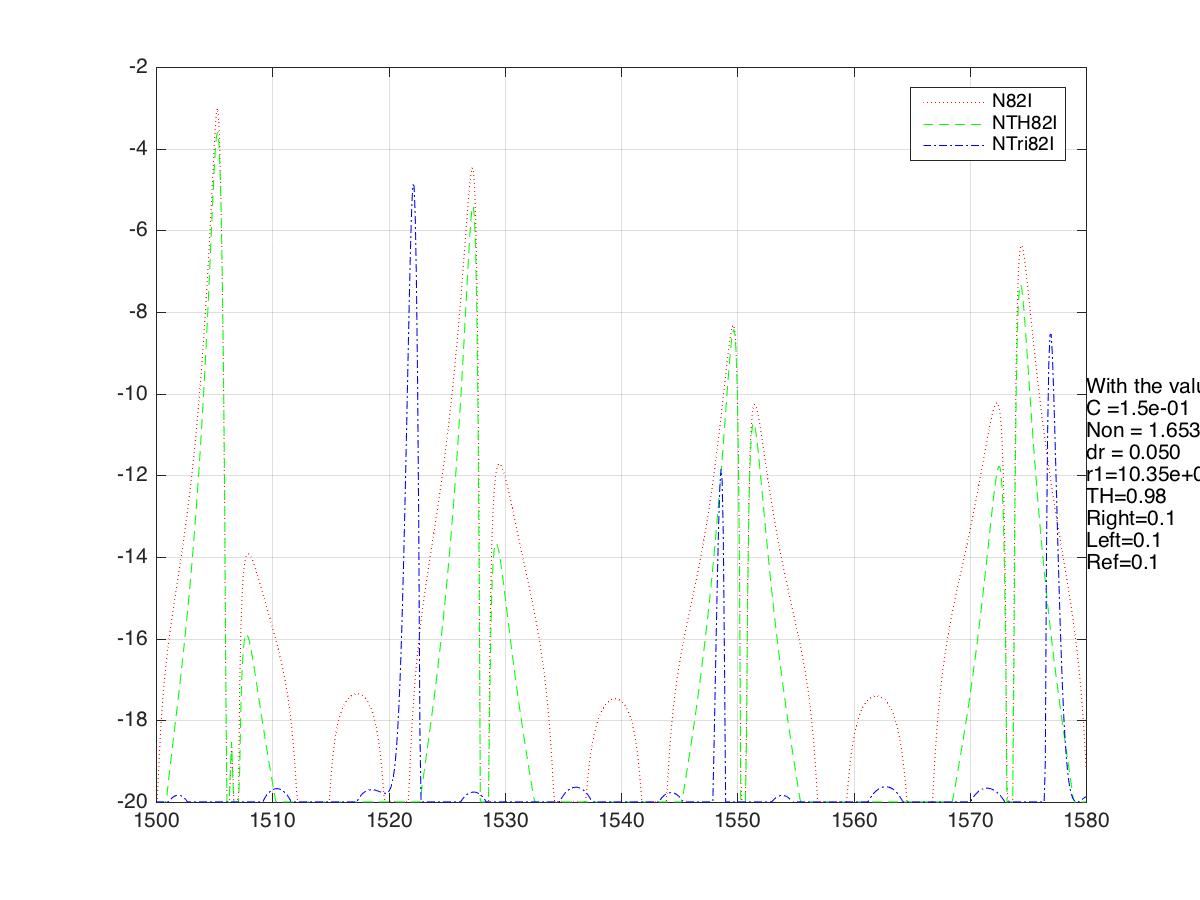 -2
-4
-6
-8
-10
-12
-14
-16
-18
-20
1500
1510
1520
1530
1540
1550
1560
1570
1580
N82I
NTH82I
NTri82I
With the valu
C =1.5e-01
Non = 1.653
dr = 0.050
r1=10.35e+0
TH=0.98
Right=0.1
Left=0.1
Ref=0.1